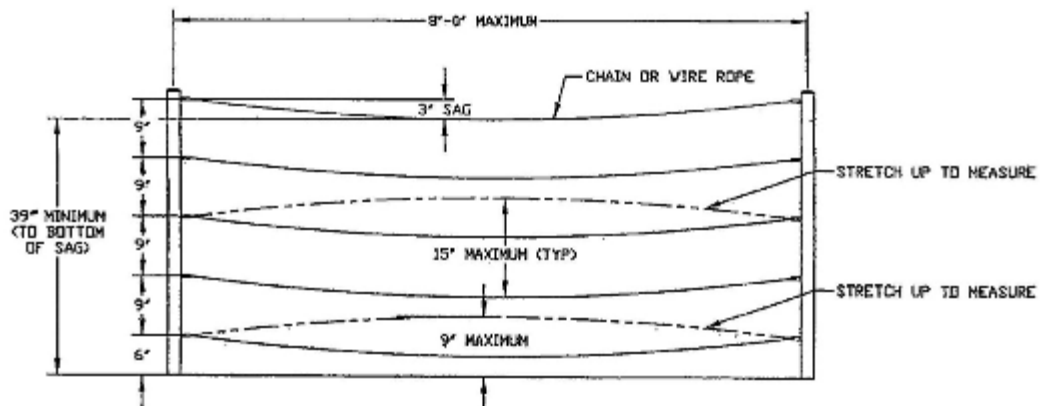 8'-0" MAXIMUM
CHAIN OR WIRE ROPE
3" SAG
9"
9"
STRETCH UP TO MEASURE
39" MINIMUM
(TO BOTTOM
OF SAG)
9"
15" MAXIMUM (TYP)
9"
STRETCH UP TO MEASURE
6"
9" MAXIMUM